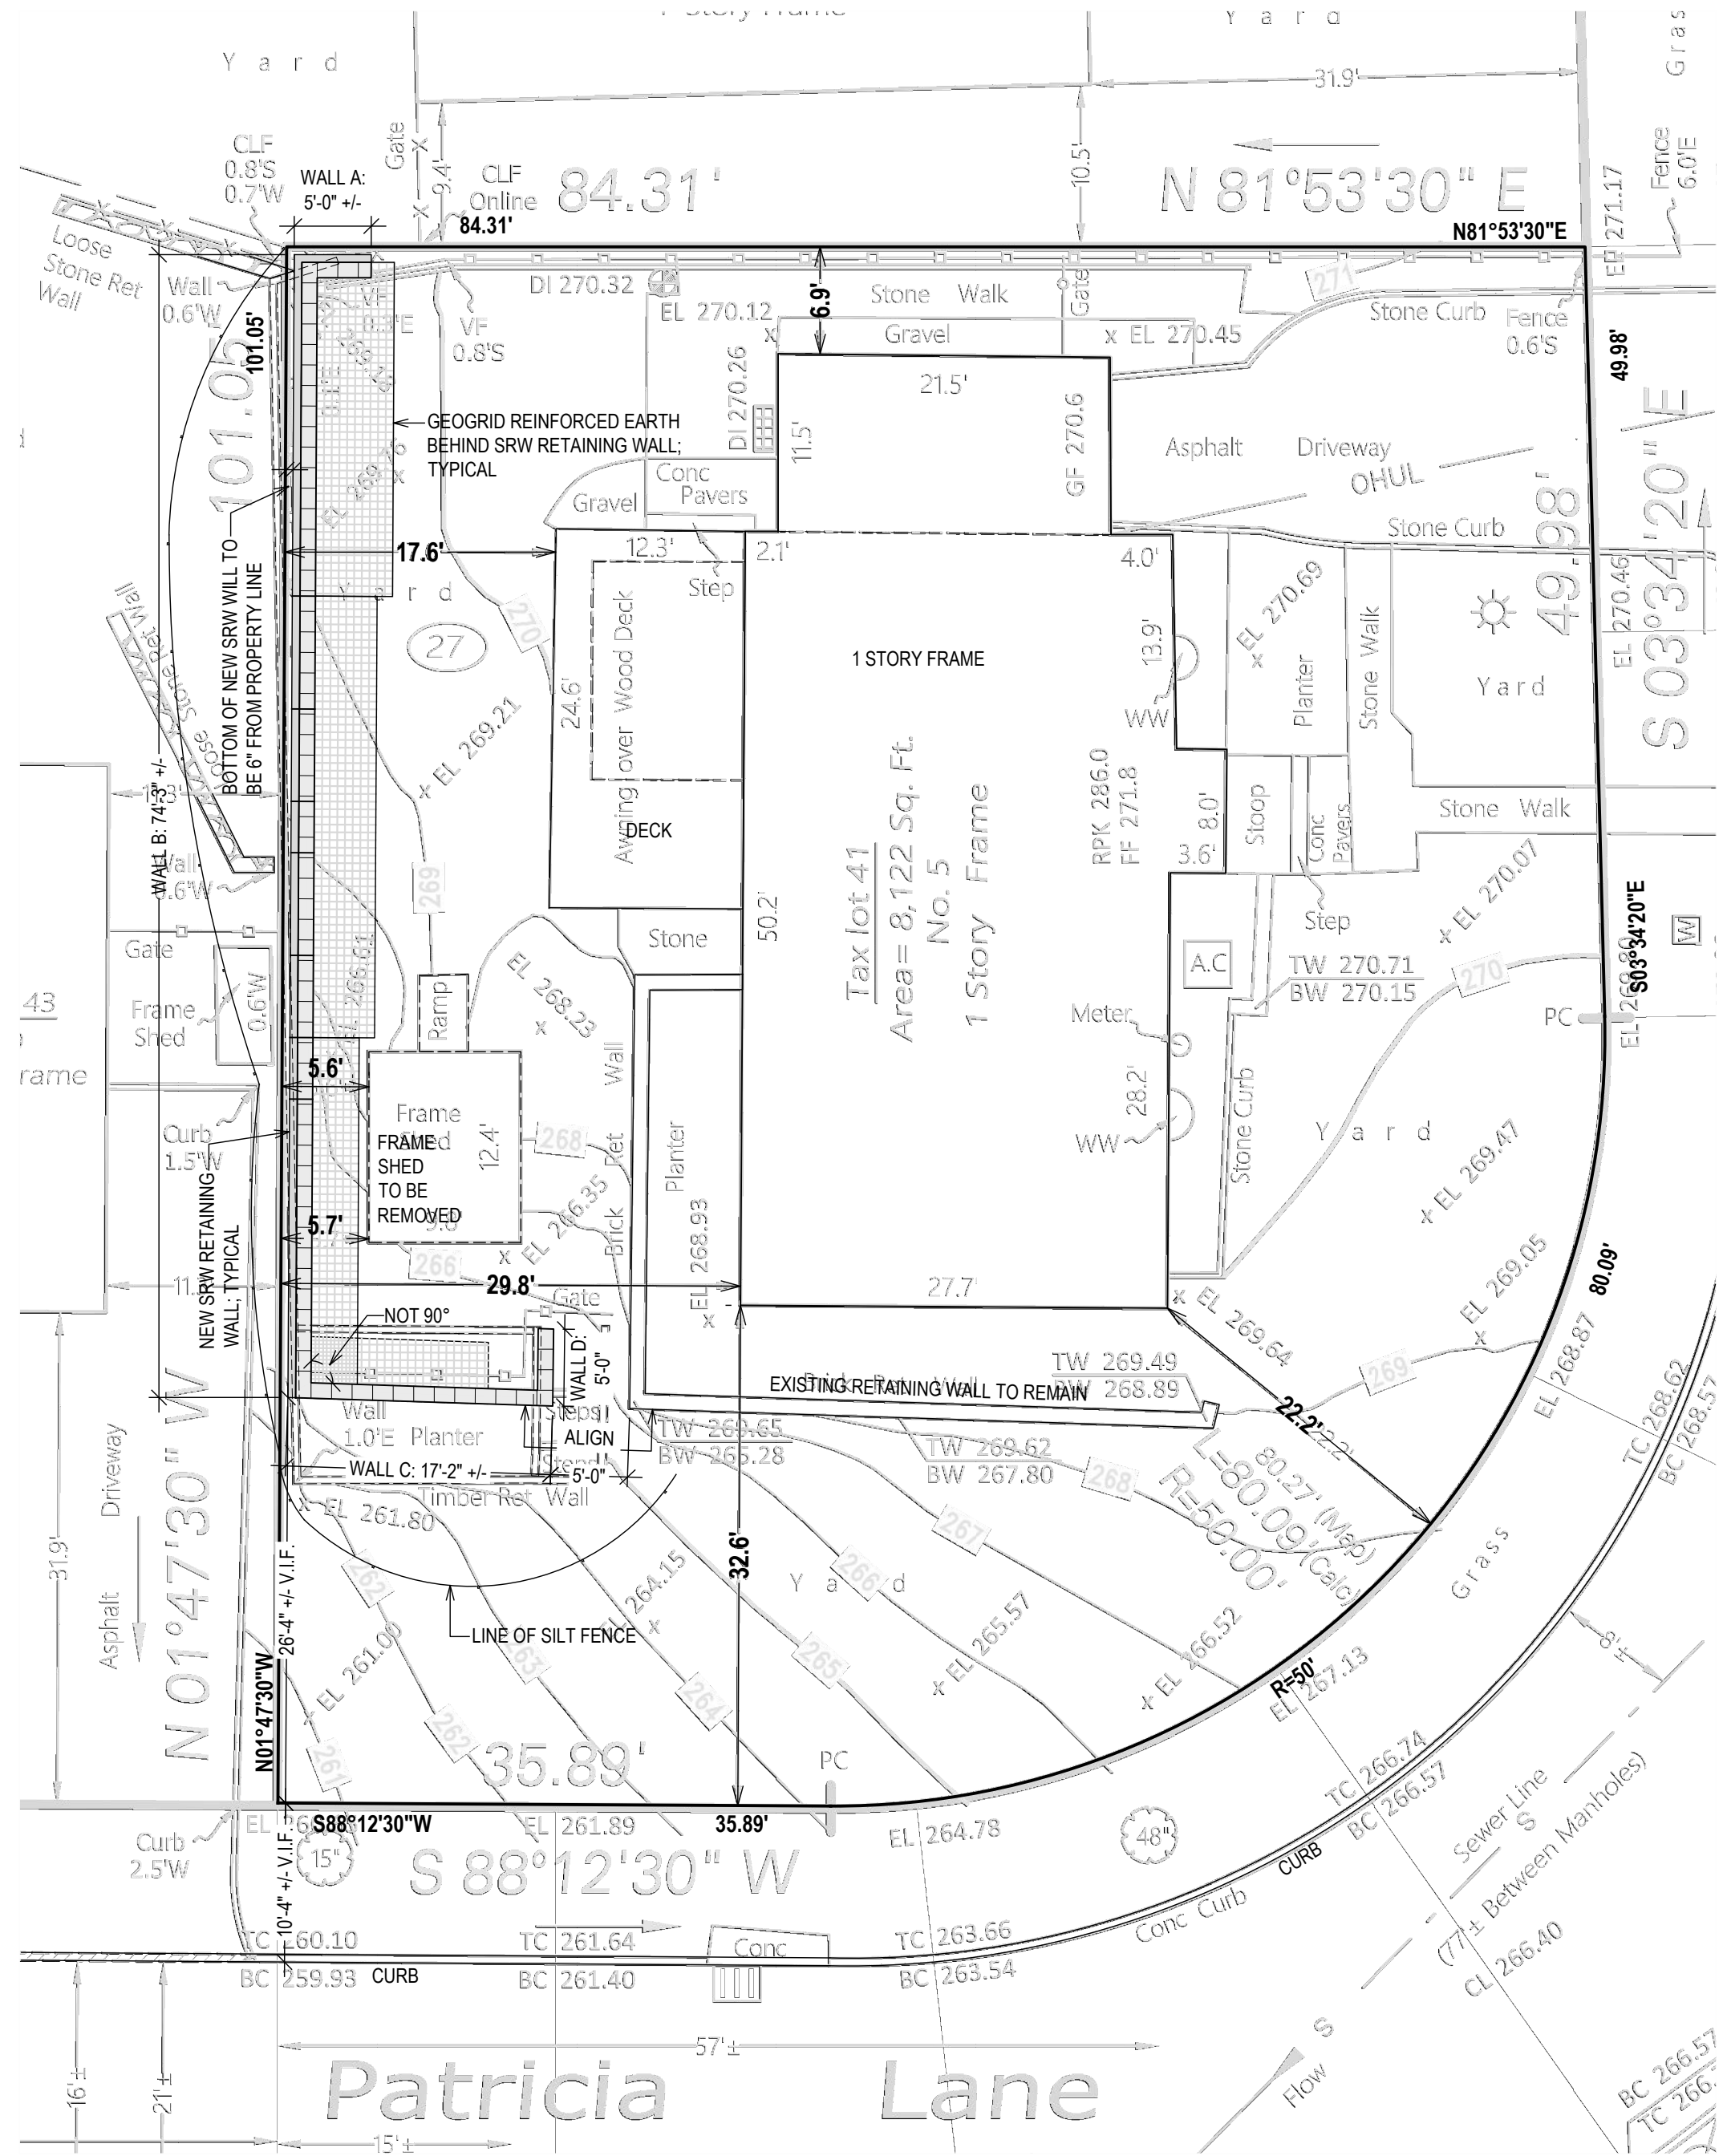 Yard
Yard
31.9'
Gras
Gate
9.4'
10.5'
CLF
0.8'S
0.7'W
WALL A:
5'-0" +/-
CLF
Online
84.31'
84.31'
N 81°53'30" E
N81°53'30"E
EL 271.17
Fence
6.0'E
Loose
Stone Ret
Wall
Wall
0.6'W
101.05'
101.05'
VF
0.8'S
DI 270.32
EL 270.12
6.9'
Stone Walk
Gravel
Gate
EL 270.45
271
Stone Curb
Fence
0.6'S
49.98'
49.98'
S 03°34'20" E
DI 270.26
21.5'
11.5'
GF 270.6
GEOGRID REINFORCED EARTH
BEHIND SRW RETAINING WALL;
TYPICAL
EL 269.76
Conc
Pavers
Gravel
Asphalt Driveway
OHUL
Stone Curb
BOTTOM OF NEW SRW WILL TO
BE 6" FROM PROPERTY LINE
17.6'
12.3'
2.1'
4.0'
Step
Yard
27
270
24.6'
Awning over Wood Deck
1 STORY FRAME
13.9'
WW
EL 270.69
Planter
Stone Walk
Yard
EL 270.46
Loose Stone Ret Wall
EL 269.21
WALL B: 74'-3" +/-
DECK
Tax lot 41
Area= 8,122 Sq. Ft.
No. 5
1 Story Frame
RPK 286.0
FF 271.8
3.6'
8.0'
Stoop
Conc
Pavers
Stone Walk
Wall
0.6'W
269
50.2'
Stone
Step
EL 270.07
S03°34'20"E
W
Gate
Frame
Shed
0.6'W
43
rame
EL 268.23
Ramp
A.C
TW 270.71
BW 270.15
270
PC
Meter
5.6'
Frame
Shed
FRAME
SHED
TO BE
REMOVED
12.4'
9.8'
268
Brick Ret Wall
Planter
28.2'
WW
Stone Curb
Yard
EL 269.47
Curb
1.5'W
NEW SRW RETAINING
WALL; TYPICAL
5.7'
266
EL 266.35
EL 268.93
29.8'
27.7'
EL 269.64
EL 269.05
80.09'
NOT 90°
Gate
WALL D:
5'-0"
TW 269.49
BW 268.89
EXISTING RETAINING WALL TO REMAIN
269
EL 268.87
TC 268.62
BC 268.57
Wall
1.0'E
Planter
Steps
ALIGN
TW 269.65
BW 265.28
TW 269.62
BW 267.80
268
22.2'
WALL C: 17'-2" +/-
5'-0"
Timber Ret Wall
EL 261.80
80.27' (Map)
L=80.09' (Calc)
R=50.00'
267
31.9'
Asphalt Driveway
N 01°47'30" W
N01°47'30"W
26'-4" +/- V.I.F.
262
EL 264.15
32.6'
Yard
266
Grass
LINE OF SILT FENCE
EL 261.00
263
265
EL 265.57
EL 266.52
8'±
R=50'
EL 267.13
264
262
261
35.89'
PC
TC 266.74
BC 266.57
S88°12'30"W
EL 261.89
35.89'
EL 264.78
48"
Curb
2.5'W
15"
S 88°12'30" W
CURB
Conc Curb
Sewer Line
S
(77'± Between Manholes)
10'-4" +/- V.I.F.
TC 260.10
BC 259.93
CURB
TC 261.64
BC 261.40
Conc
TC 263.66
BC 263.54
CL 266.40
16'±
21'±
57'±
Patricia Lane
15'±
S
Flow
BC 266.57
TC 266.